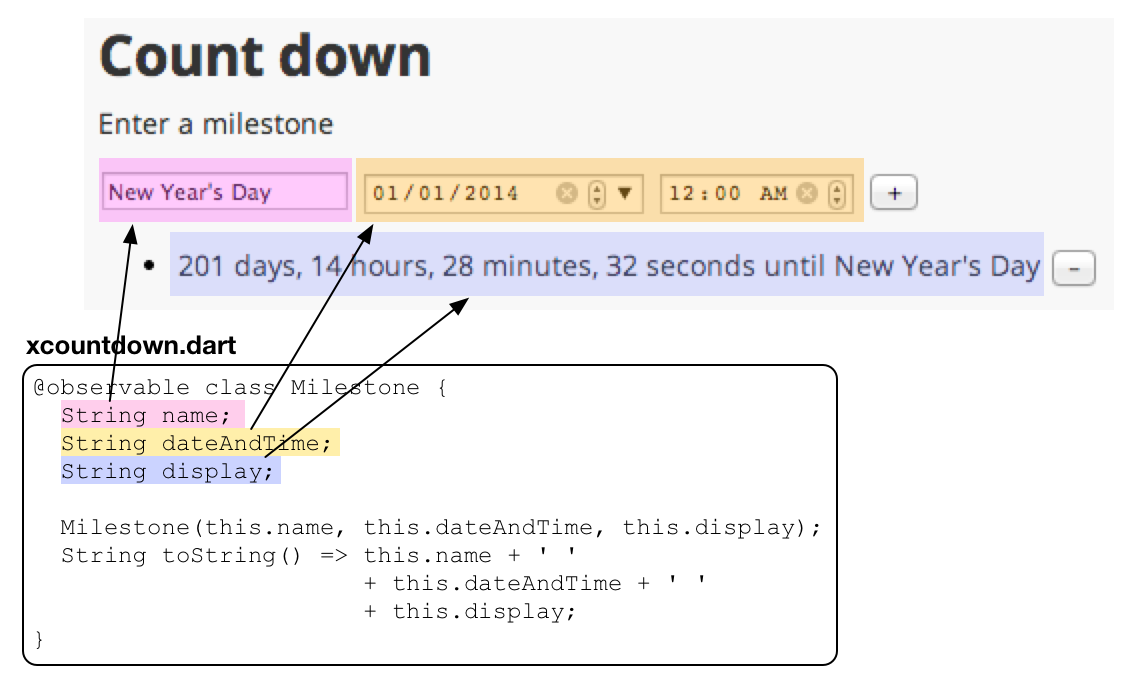 Count down
Enter a milestone
New Year's Day 01/01/2014 12:00 AM +
• 201 days, 14 hours, 28 minutes, 32 seconds until New Year's Day -
xcountdown.dart
@observable class Milestone {
  String name;
  String dateAndTime;
  String display;
  Milestone(this.name, this.dateAndTime, this.display);
  String toString() => this.name + ' '
                       + this.dateAndTime + ' '
                       + this.display;
}